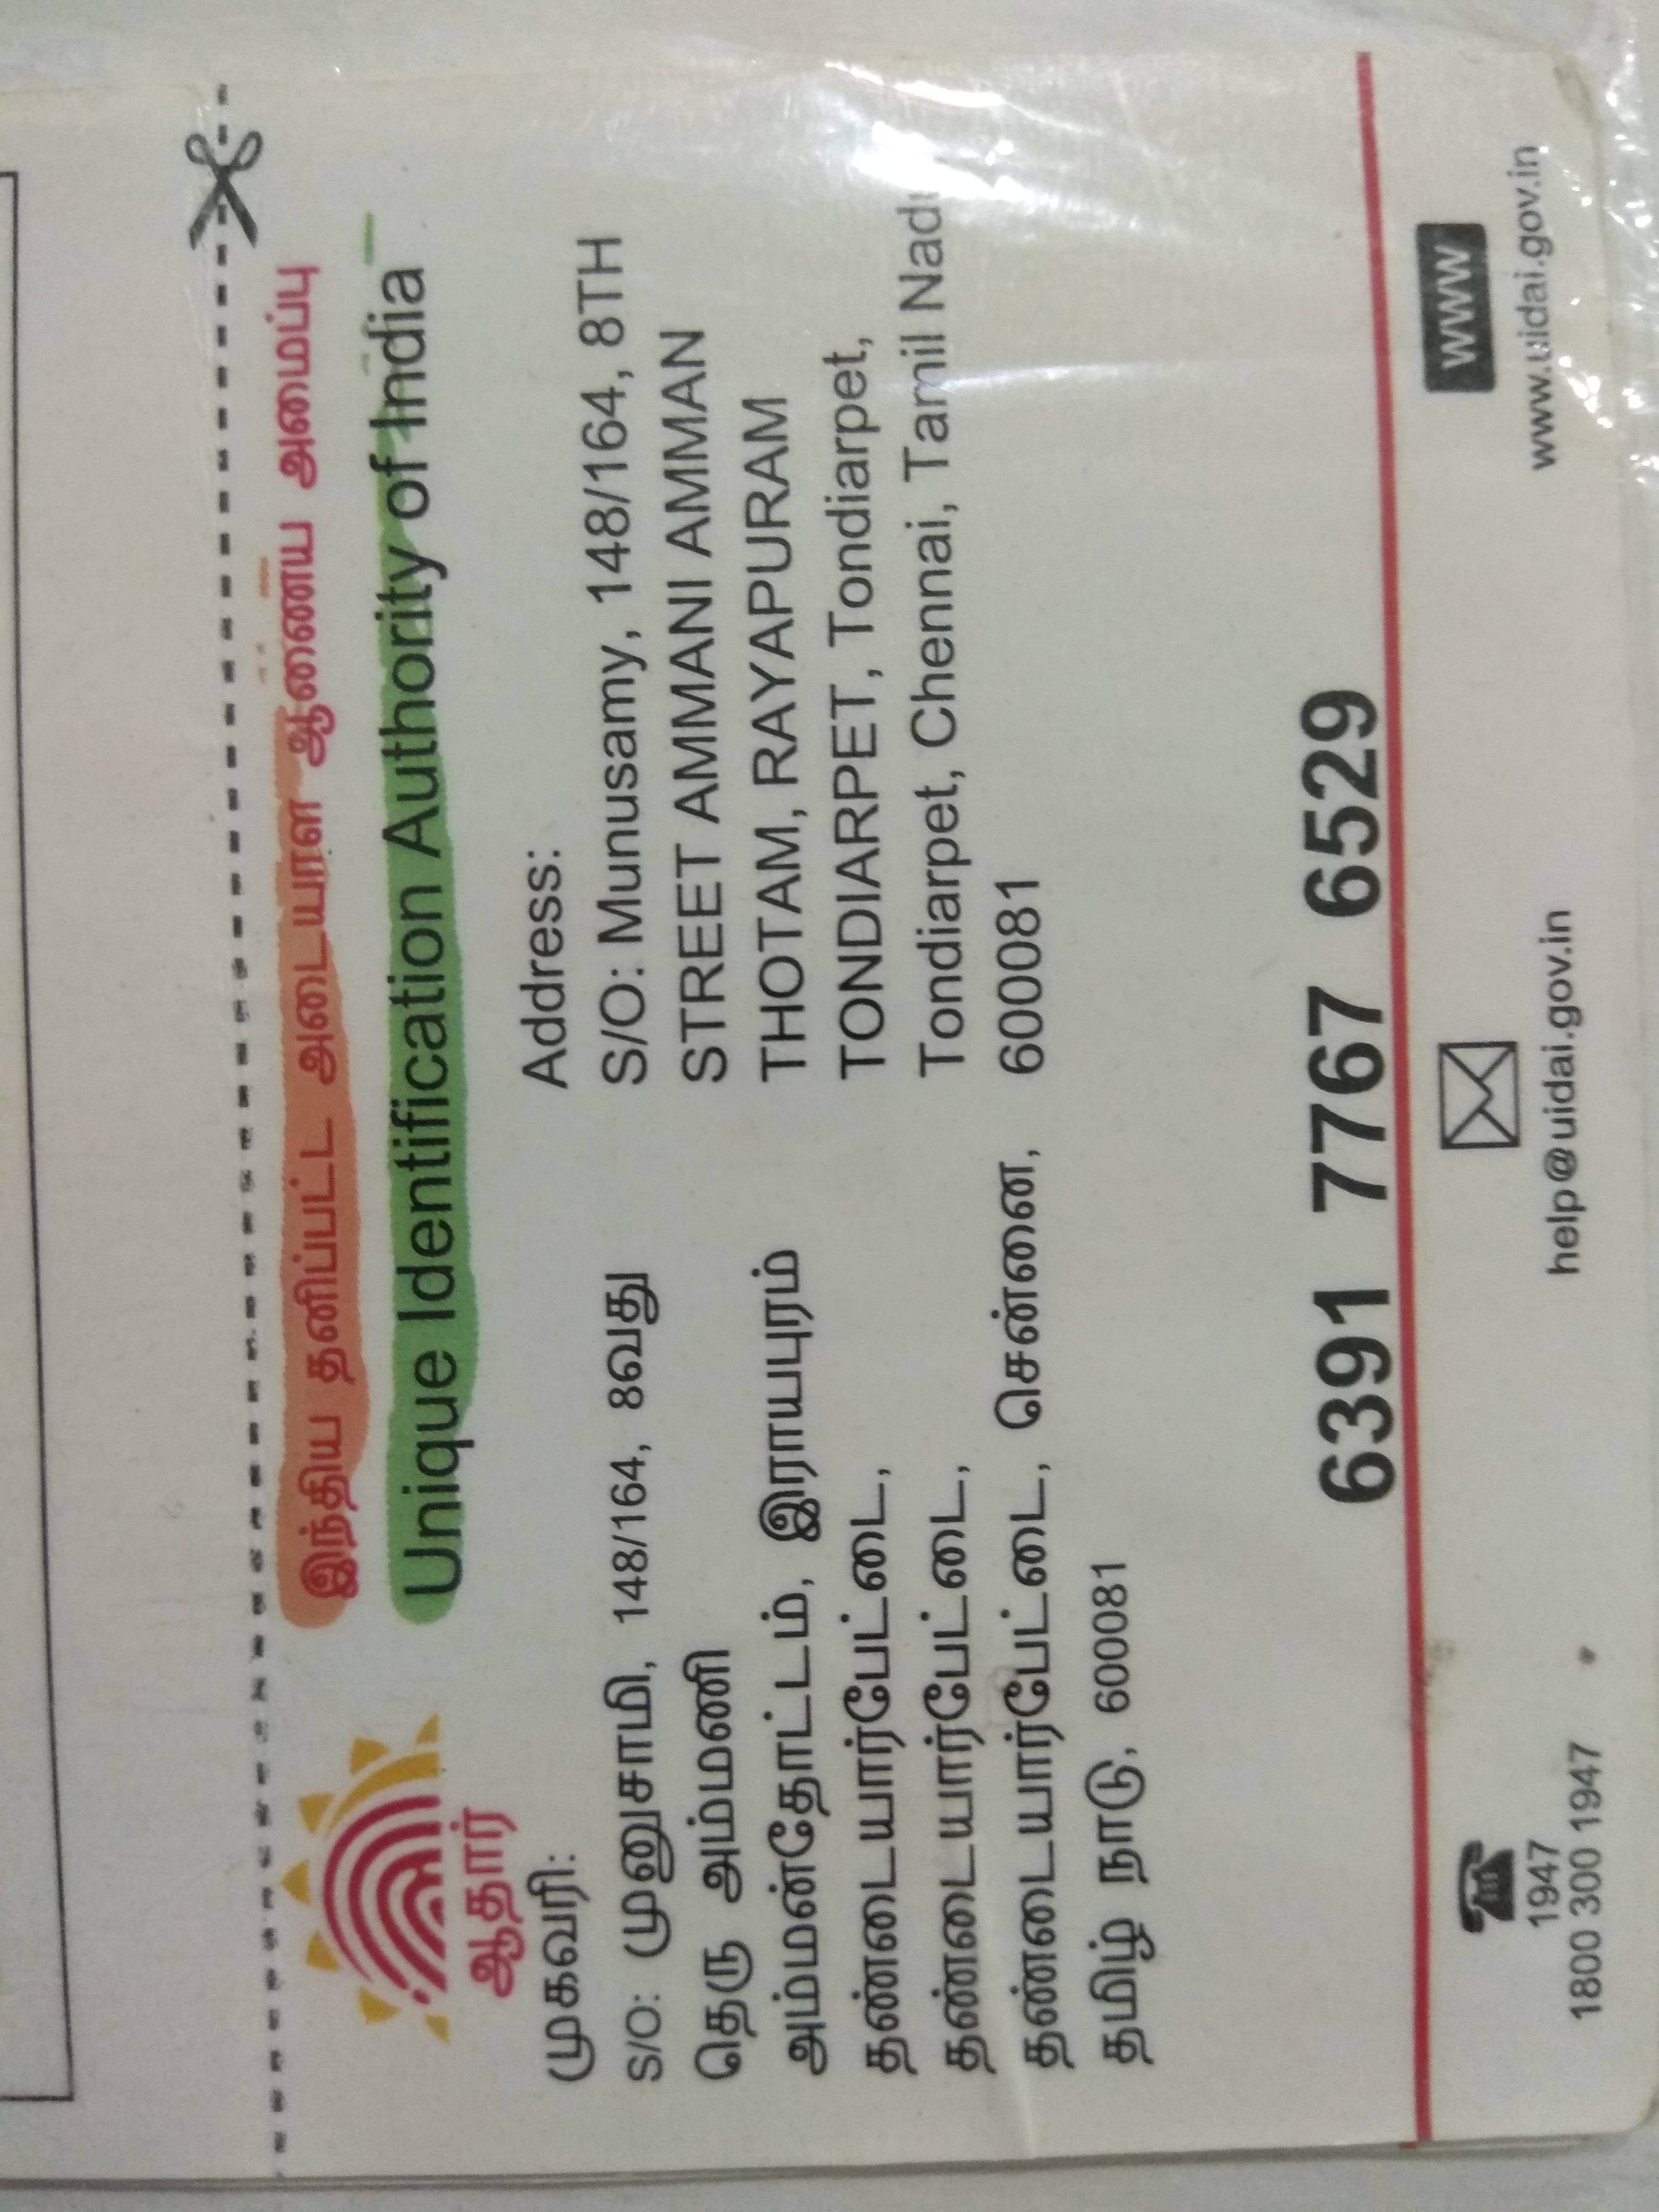 இந்திய தனிப்பட்ட அடையாள ஆணைய அமைப்பு
Unique Identification Authority of India
ஆதார்
முகவரி:
S/O: முனுசாமி, 148/164, 8வது
தெரு அம்மணி
அம்மன்தோட்டம், இராயபுரம்
தண்டையார்பேட்டை,
தண்டையார்பேட்டை,
தண்டையார்பேட்டை, சென்னை,
தமிழ் நாடு, 600081
Address:
S/O: Munusamy, 148/164, 8TH
STREET AMMANI AMMAN
THOTAM, RAYAPURAM
TONDIARPET, Tondiarpet,
Tondiarpet, Chennai, Tamil Nadu
600081
6391 7767 6529
1947
1800 300 1947
help@uidai.gov.in
WWW
www.uidai.gov.in